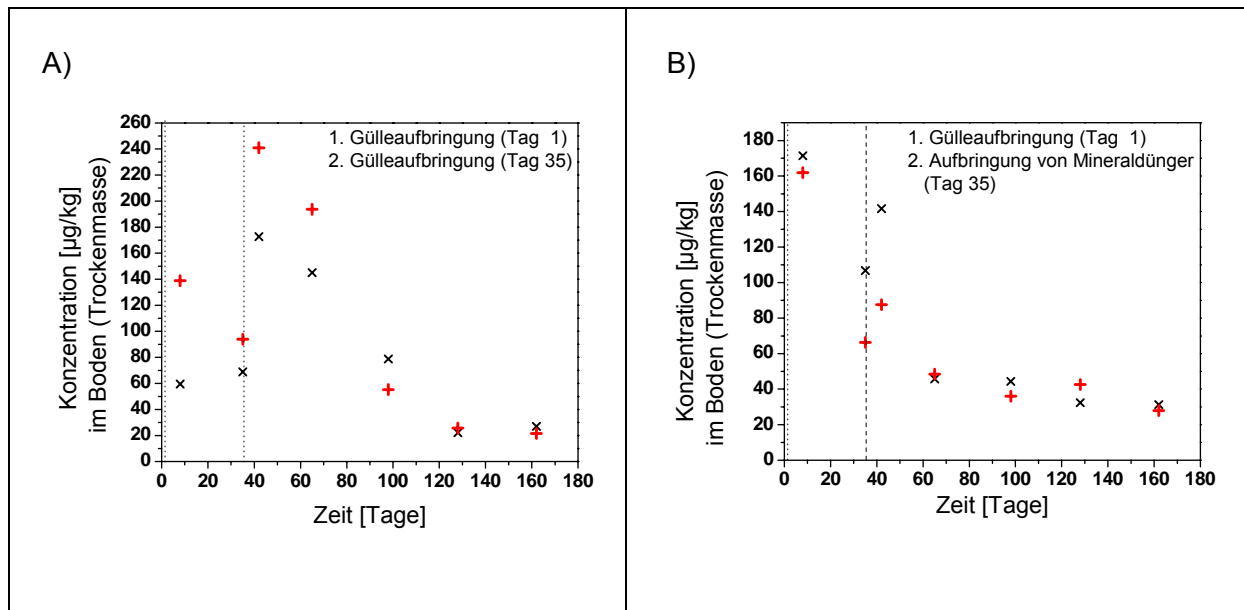 A)
1. Gülleaufbringung (Tag 1)
2. Gülleaufbringung (Tag 35)
260
240
220
200
180
160
140
120
100
80
60
40
20
0
Konzentration [µg/kg]
im Boden (Trockenmasse)
0 20 40 60 80 100 120 140 160 180
Zeit [Tage]
B)
1. Gülleaufbringung (Tag 1)
2. Aufbringung von Mineraldünger
(Tag 35)
180
160
140
120
100
80
60
40
20
0
Konzentration [µg/kg]
im Boden (Trockenmasse)
0 20 40 60 80 100 120 140 160 180
Zeit [Tage]